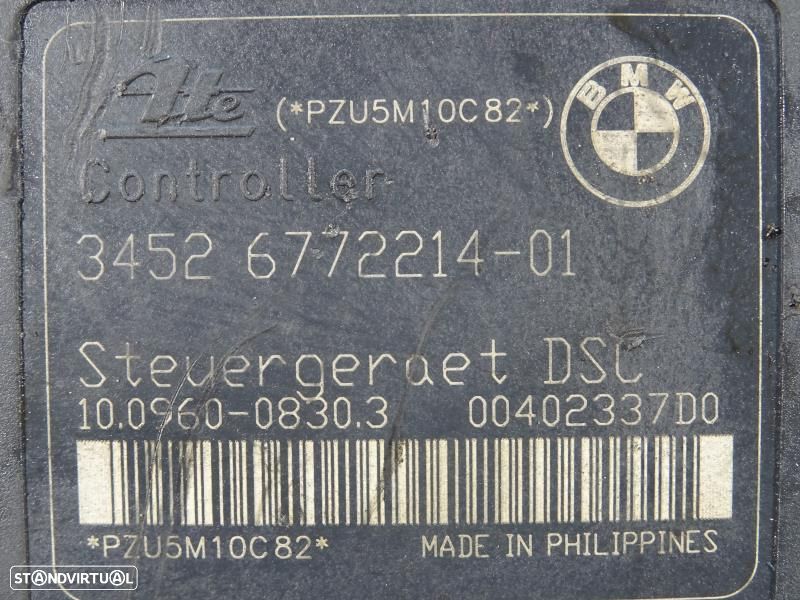 Ate (*PZU5M10C82*) BMW
Controller
3452 6772214-01
Steuergeraet DSC
10.0960-0830.3 00402337D0
*PZU5M10C82* MADE IN PHILIPPINES
STANDVIRTUAL